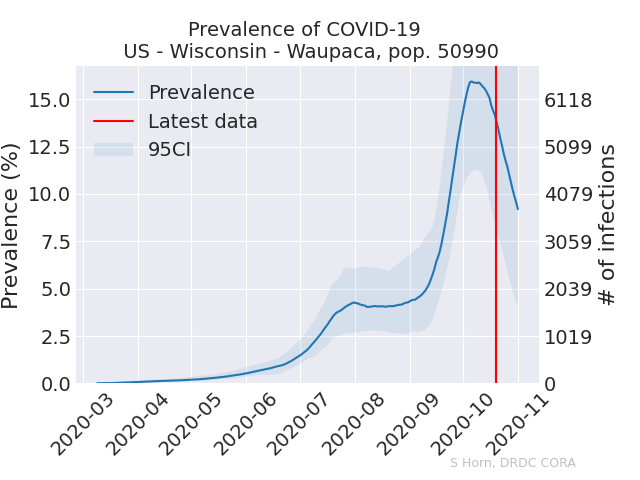 Prevalence of COVID-19
US - Wisconsin - Waupaca, pop. 50990
Prevalence
Latest data
95CI
Prevalence (%)
15.0
12.5
10.0
7.5
5.0
2.5
0.0
6118
5099
4079
3059
2039
1019
0
# of infections
2020-03
2020-04
2020-05
2020-06
2020-07
2020-08
2020-09
2020-10
2020-11
S Horn, DRDC CORA